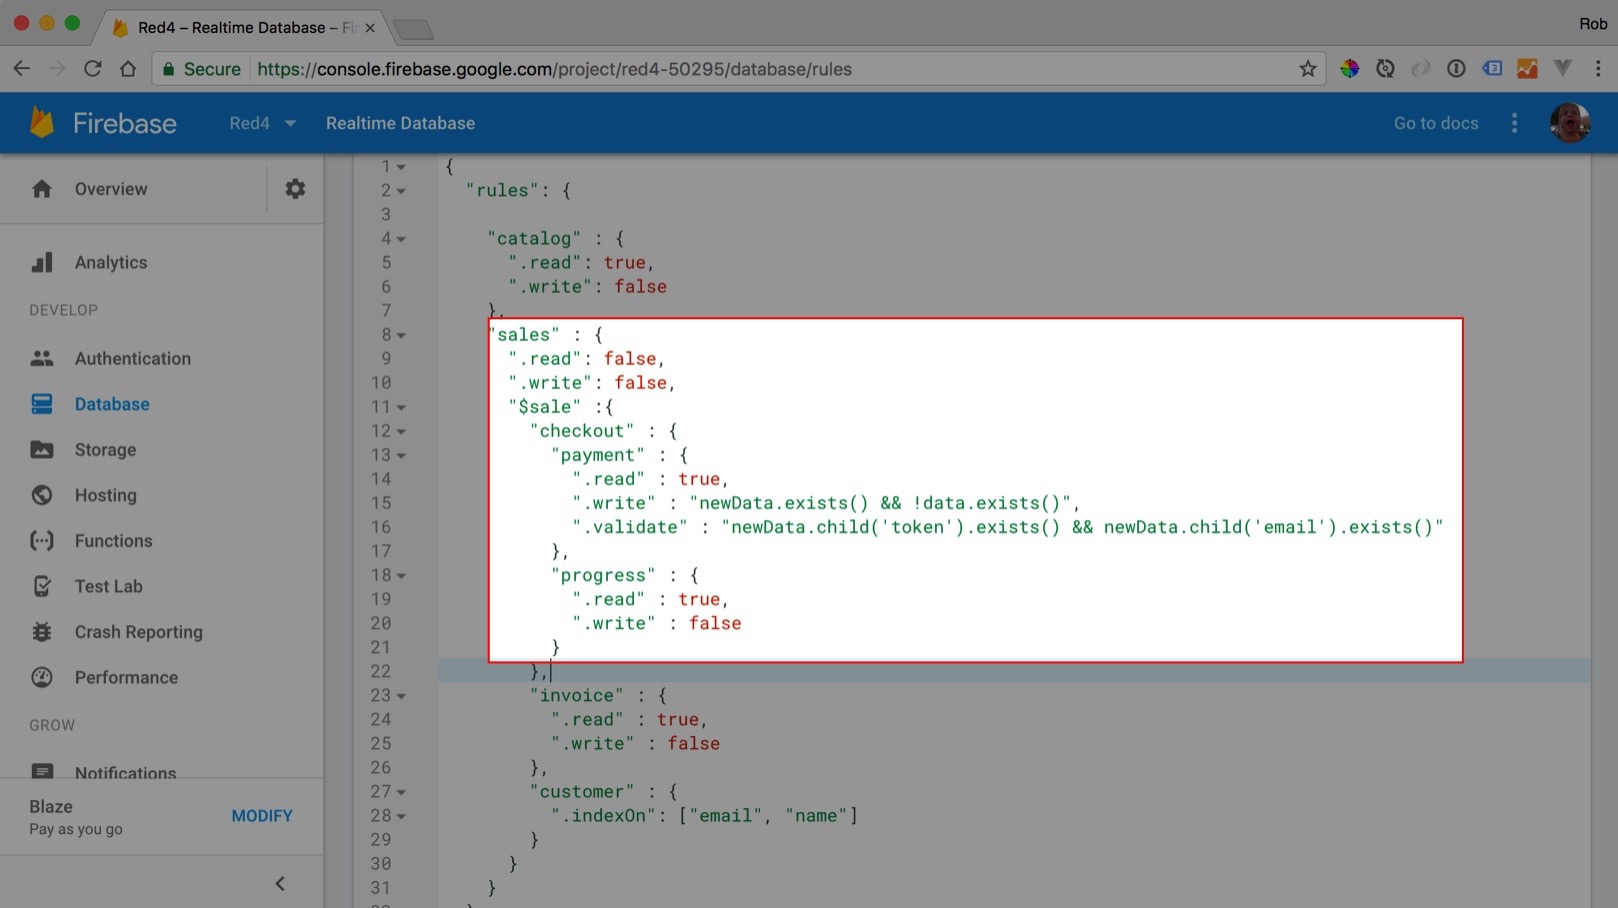 Red4 – Realtime Database – Fi
Rob
Secure
https://console.firebase.google.com/project/red4-50295/database/rules
Firebase
Red4
Realtime Database
Go to docs
Overview
Analytics
DEVELOP
Authentication
Database
Storage
Hosting
Functions
Test Lab
Crash Reporting
Performance
GROW
Notifications
Blaze
Pay as you go
MODIFY
1 {
2 "rules": {
3
4 "catalog" : {
5 ".read": true,
6 ".write": false
7 },
8 "sales" : {
9 ".read": false,
10 ".write": false,
11 "$sale" :{
12 "checkout" : {
13 "payment" : {
14 ".read" : true,
15 ".write" : "newData.exists() && !data.exists()",
16 ".validate" : "newData.child('token').exists() && newData.child('email').exists()"
17 },
18 "progress" : {
19 ".read" : true,
20 ".write" : false
21 }
22 },
23 "invoice" : {
24 ".read" : true,
25 ".write" : false
26 },
27 "customer" : {
28 ".indexOn": ["email", "name"]
29 }
30 }
31 }